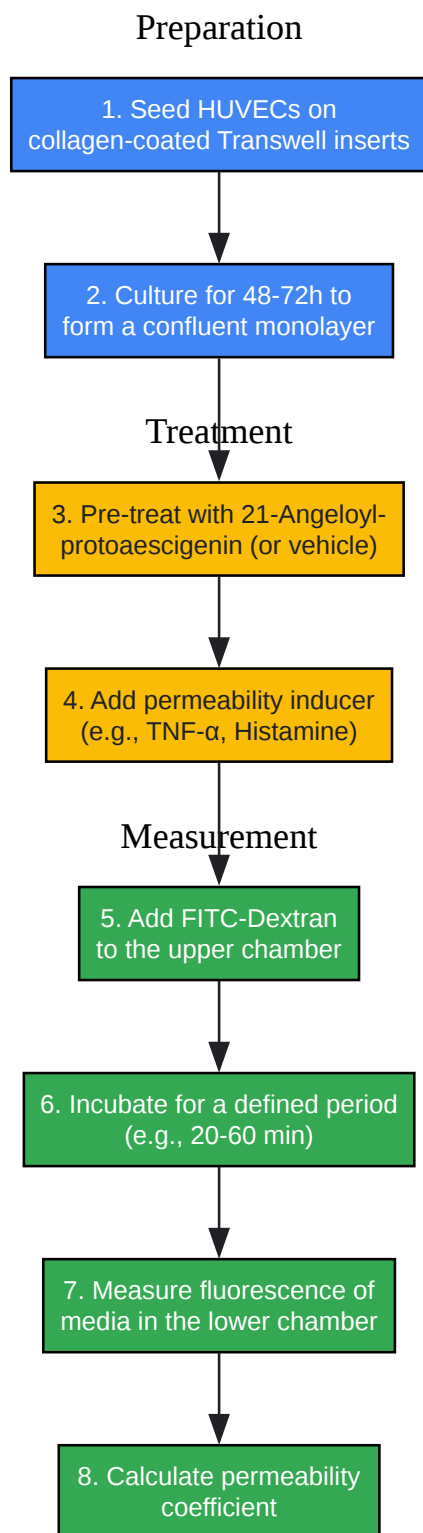 Preparation
1. Seed HUVECs on
collagen-coated Transwell inserts
2. Culture for 48-72h to
form a confluent monolayer
Treatment
3. Pre-treat with 21-Angeloyl-
protoaescigenin (or vehicle)
4. Add permeability inducer
(e.g., TNF-α, Histamine)
Measurement
5. Add FITC-Dextran
to the upper chamber
6. Incubate for a defined period
(e.g., 20-60 min)
7. Measure fluorescence of
media in the lower chamber
8. Calculate permeability
coefficient